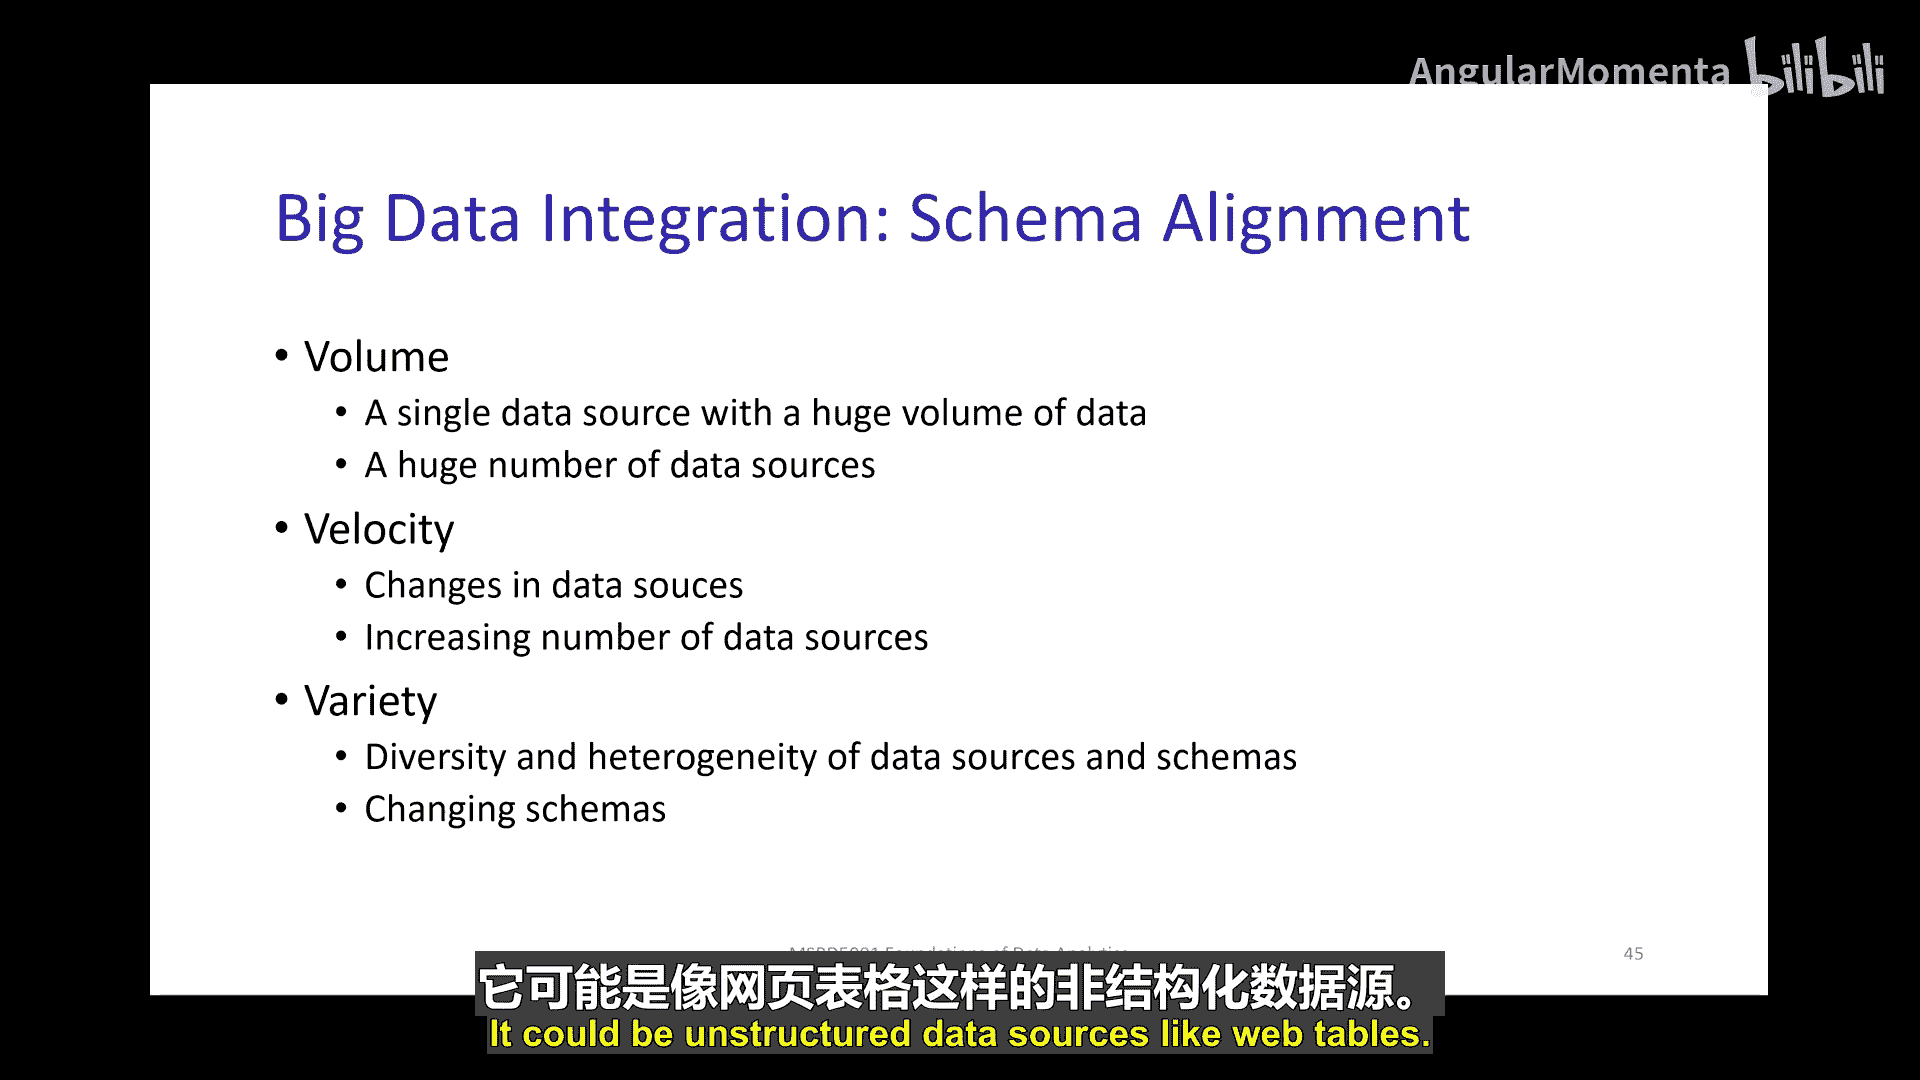 AngularMomenta bilibili
Big Data Integration: Schema Alignment
• Volume
• A single data source with a huge volume of data
• A huge number of data sources
• Velocity
• Changes in data souces
• Increasing number of data sources
• Variety
• Diversity and heterogeneity of data sources and schemas
• Changing schemas
45
它可能是像网页表格这样的非结构化数据源。
It could be unstructured data sources like web tables.